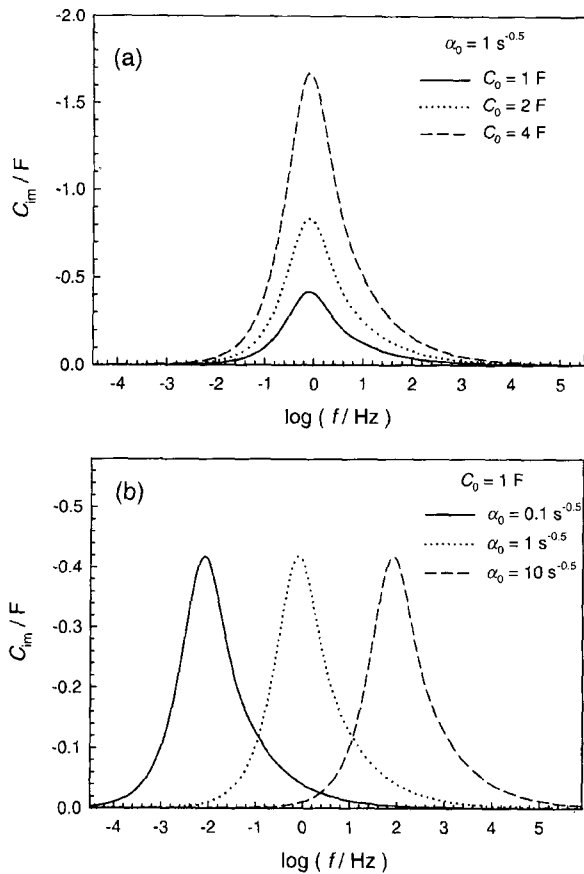 -2.0
(a)
α₀ = 1 s⁻⁰·⁵
C₀ = 1 F
C₀ = 2 F
C₀ = 4 F
-1.5
-1.0
-0.5
0.0
C_im / F
-4 -3 -2 -1 0 1 2 3 4 5
log ( f / Hz )
(b)
C₀ = 1 F
α₀ = 0.1 s⁻⁰·⁵
α₀ = 1 s⁻⁰·⁵
α₀ = 10 s⁻⁰·⁵
-0.5
-0.4
-0.3
-0.2
-0.1
0.0
C_im / F
-4 -3 -2 -1 0 1 2 3 4 5
log ( f / Hz )